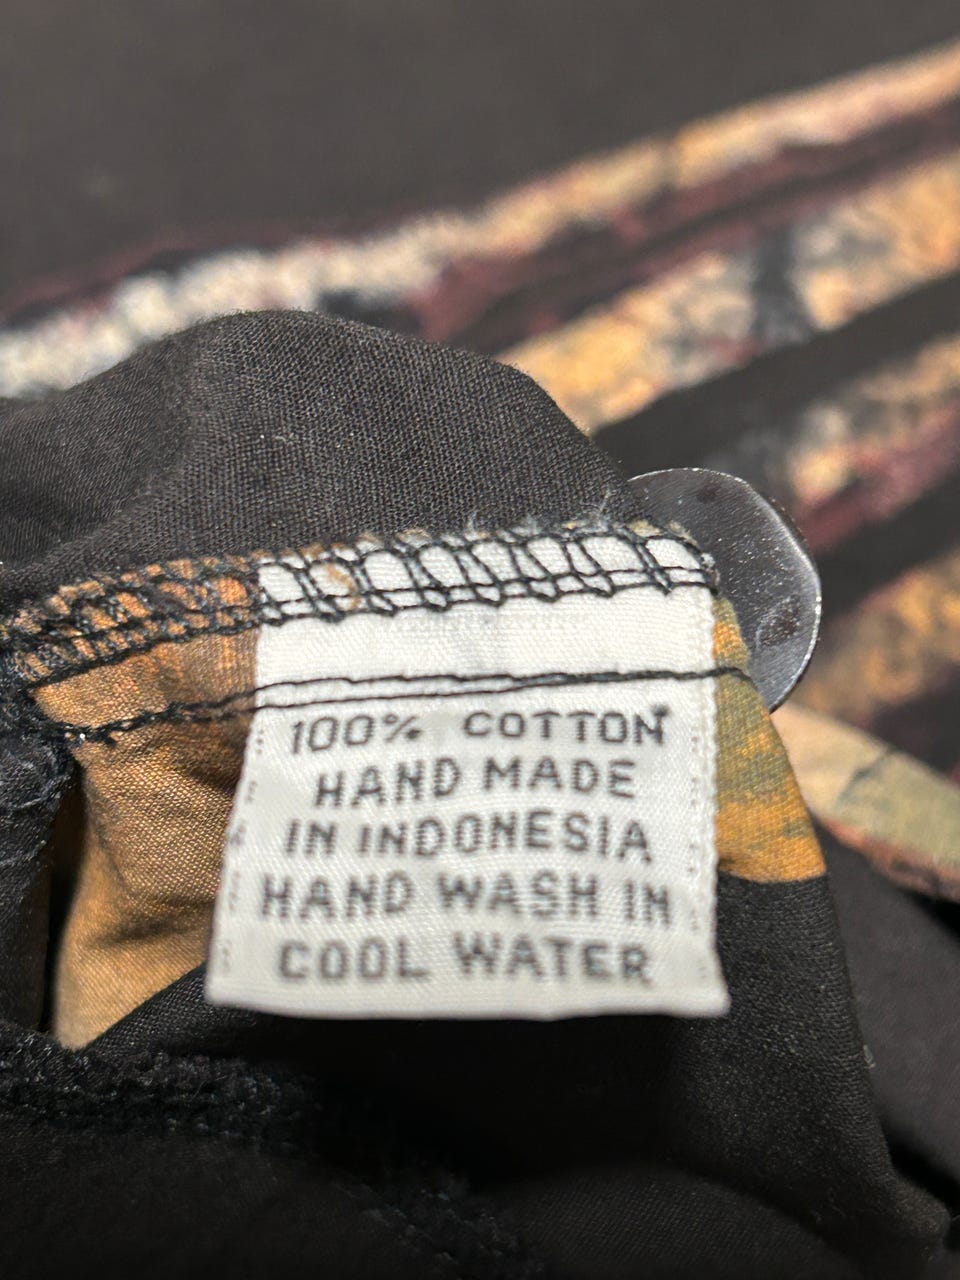 100% COTTON
HAND MADE
IN INDONESIA
HAND WASH IN
COOL WATER